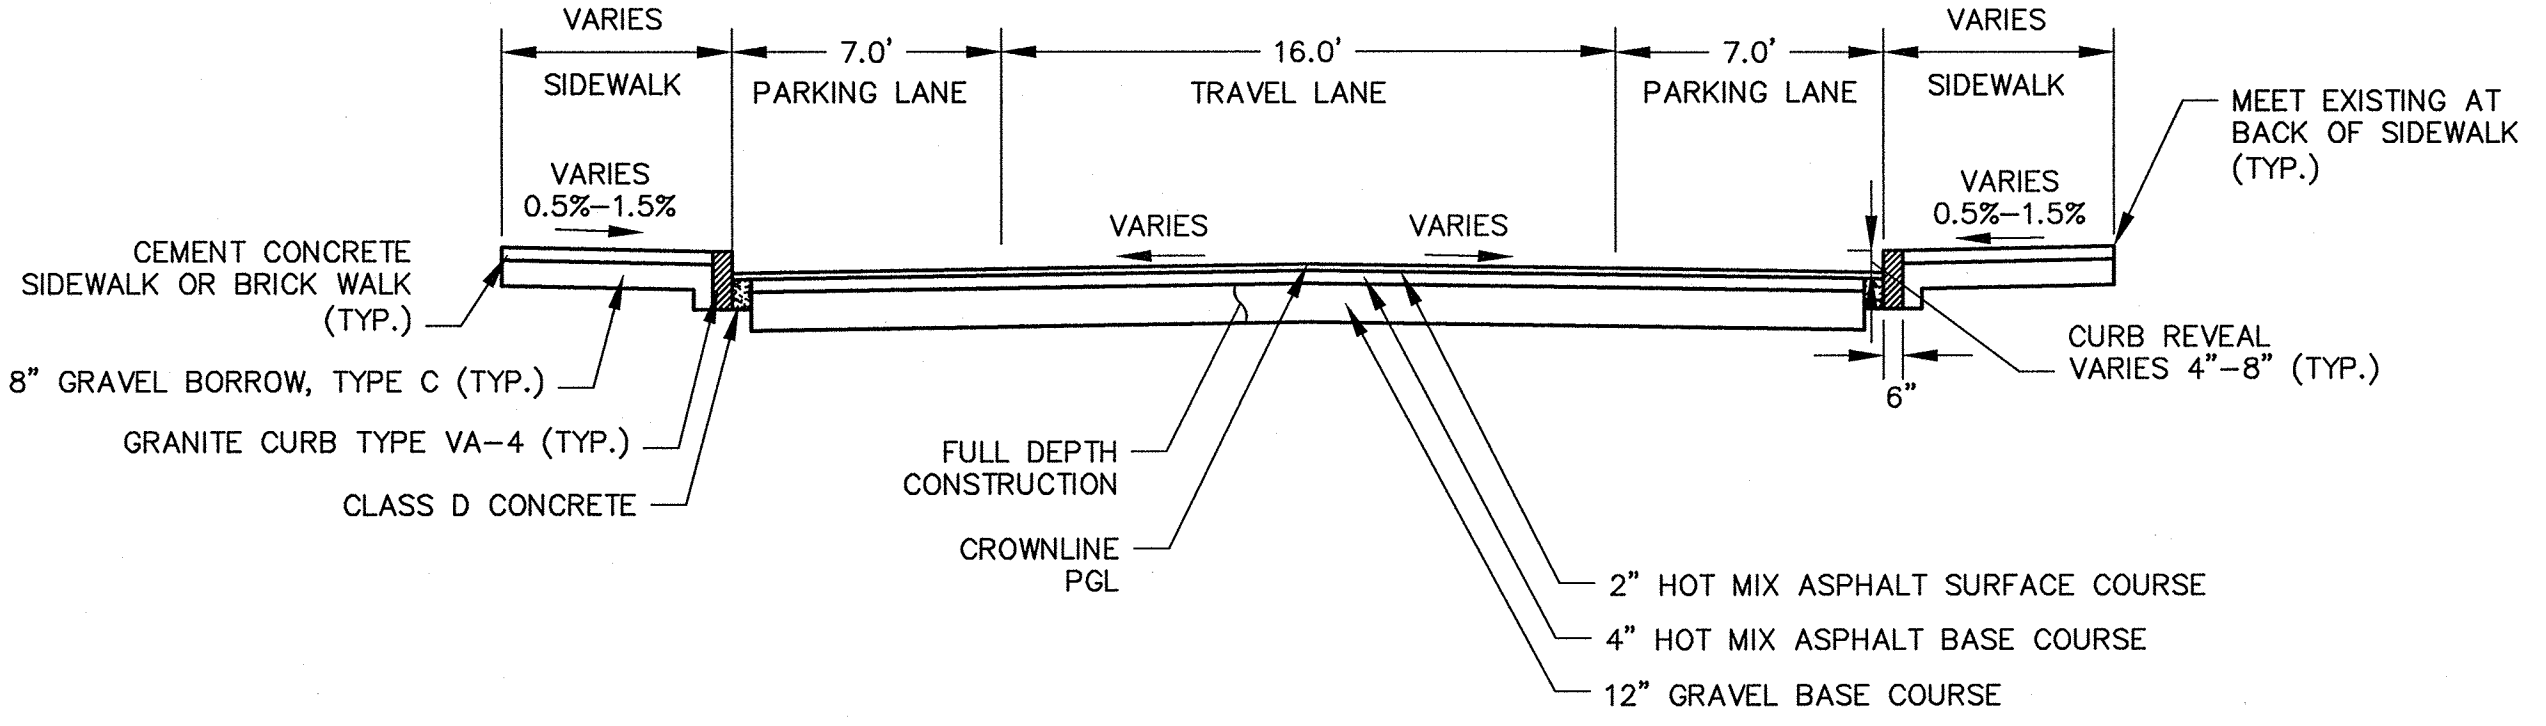 VARIES
VARIES
7.0'
16.0'
7.0'
SIDEWALK
PARKING LANE
TRAVEL LANE
PARKING LANE
SIDEWALK
MEET EXISTING AT
BACK OF SIDEWALK
(TYP.)
VARIES
0.5%-1.5%
VARIES
0.5%-1.5%
VARIES
VARIES
CEMENT CONCRETE
SIDEWALK OR BRICK WALK
(TYP.)
8" GRAVEL BORROW, TYPE C (TYP.)
GRANITE CURB TYPE VA-4 (TYP.)
CLASS D CONCRETE
FULL DEPTH
CONSTRUCTION
CROWNLINE
PGL
CURB REVEAL
VARIES 4"-8" (TYP.)
6"
2" HOT MIX ASPHALT SURFACE COURSE
4" HOT MIX ASPHALT BASE COURSE
12" GRAVEL BASE COURSE